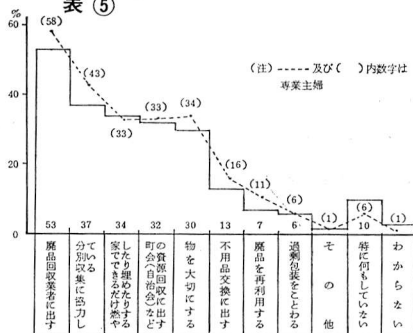 表⑤
%
60
40
20
0
(58)
(43)
(33)
(33)
(34)
(16)
(11)
(6)
(1)
(6)
(1)
(注)------及び( )内数字は
専業主婦
53
37
34
32
30
13
7
6
1
10
廃品回収業者に出す
分別収集に協力し
ている
家でできるだけ燃や
したり埋めたりする
町会(自治会)など
の資源回収に出す
物を大切にする
不用品交換に出す
廃品を再利用する
過剰包装をことわる
その他
特に何もしていない
わからない